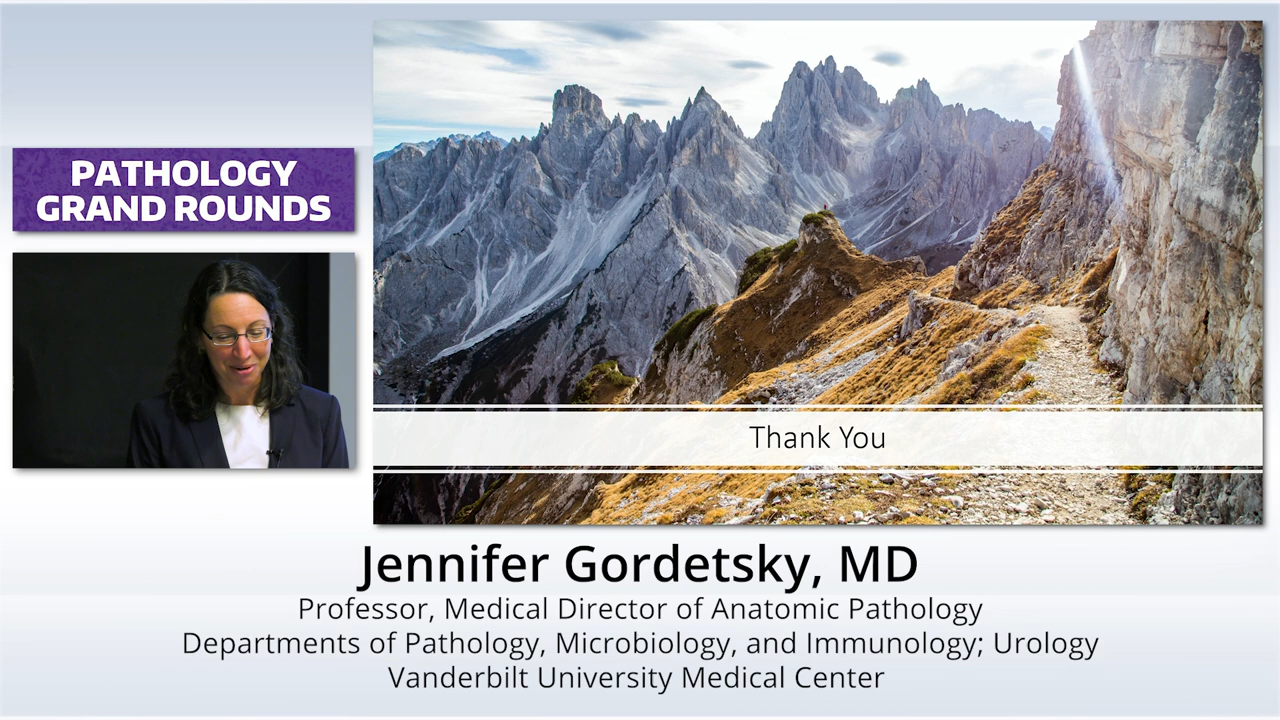 PATHOLOGY
GRAND ROUNDS
Thank You
Jennifer Gordetsky, MD
Professor, Medical Director of Anatomic Pathology
Departments of Pathology, Microbiology, and Immunology; Urology
Vanderbilt University Medical Center